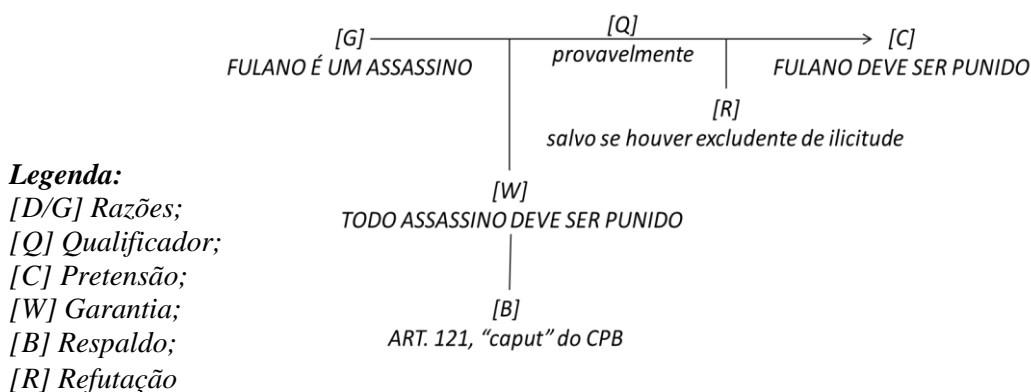 [Q]
[G] [C]
provavelmente
FULANO É UM ASSASSINO FULANO DEVE SER PUNIDO
[R]
salvo se houver excludente de ilicitude
Legenda:
[D/G] Razões;
[W]
TODO ASSASSINO DEVE SER PUNIDO
[Q] Qualificador;
[C] Pretensão;
[W] Garantia;
[B]
[B] Respaldo;
ART. 121, “caput” do CPB
[R] Refutação